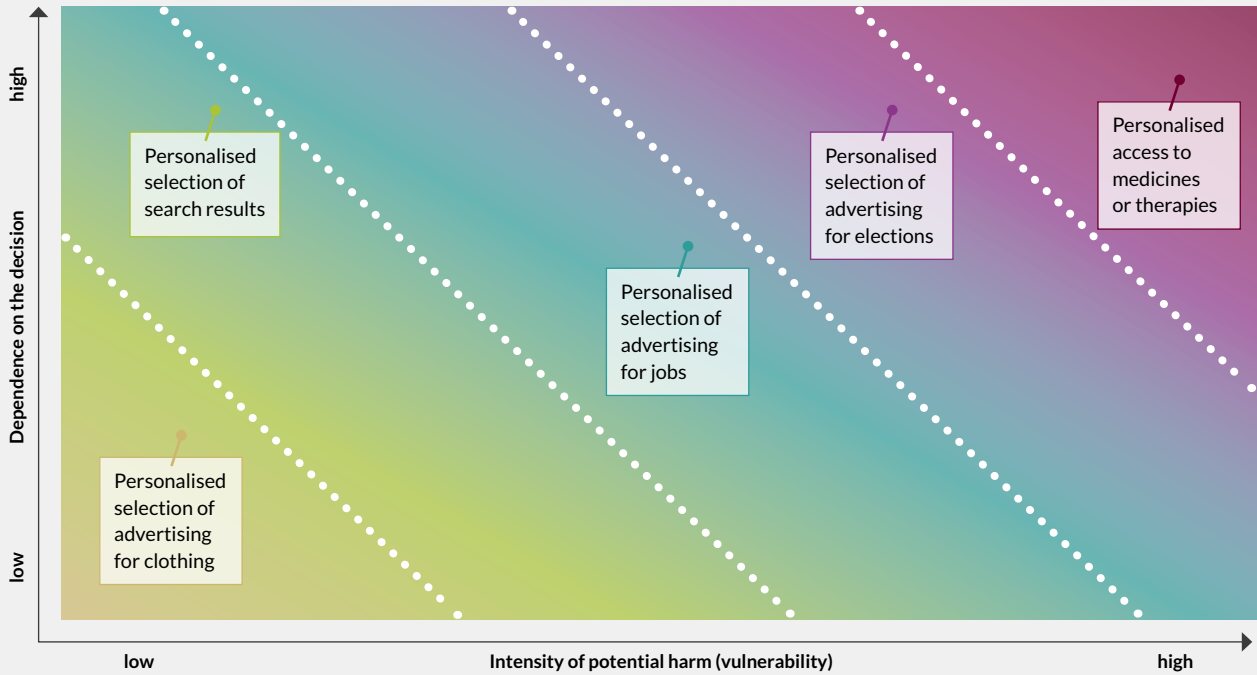 high
Dependence on the decision
low
Personalised
selection of
search results
Personalised
selection of
advertising
for clothing
Personalised
selection of
advertising
for jobs
Personalised
selection of
advertising
for elections
Personalised
access to
medicines
or therapies
low
Intensity of potential harm (vulnerability)
high